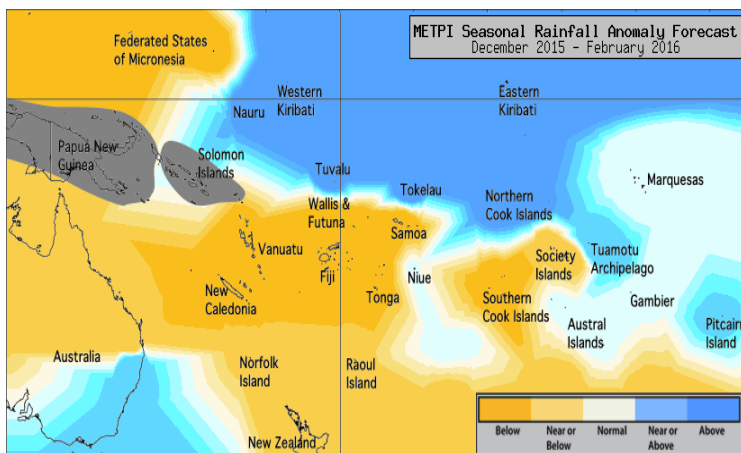 METPI Seasonal Rainfall Anomaly Forecast
December 2015 – February 2016
Federated States
of Micronesia
Western
Kiribati
Eastern
Kiribati
Nauru
Papua New
Guinea
Solomon
Islands
Tuvalu
Tokelau
Marquesas
Wallis &
Futuna
Northern
Cook Islands
Samoa
Vanuatu
Fiji
Niue
Society
Islands
Tuamotu
Archipelago
New
Caledonia
Tonga
Southern
Cook Islands
Gambier
Austral
Islands
Pitcairn
Island
Australia
Norfolk
Island
Raoul
Island
New Zealand
Below
Near or
Below
Normal
Near or
Above
Above